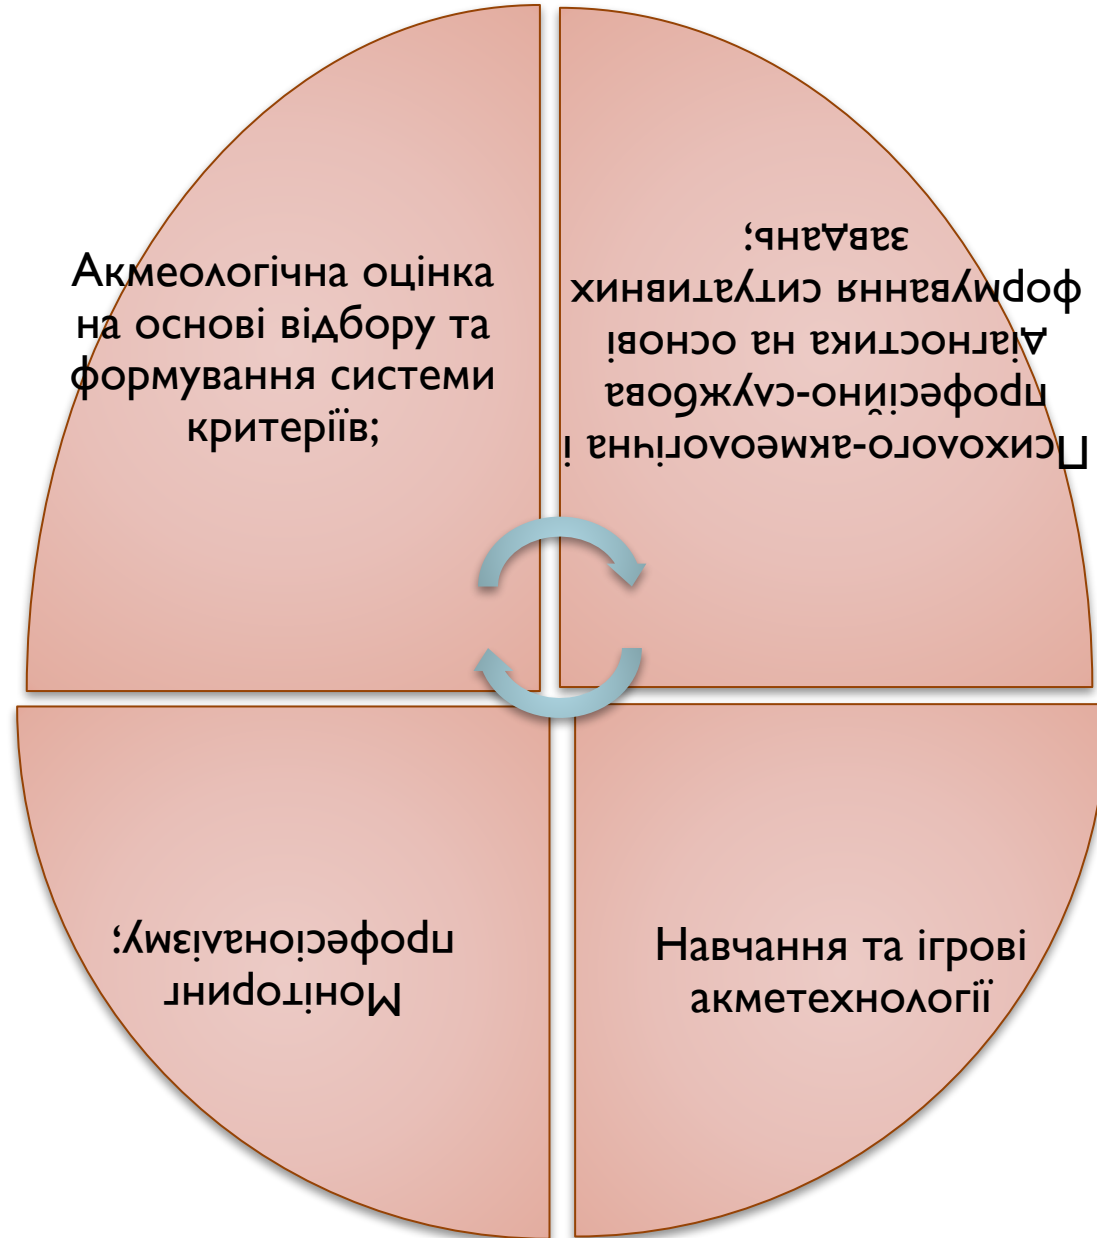 Акмеологічна оцінка
на основі відбору та
формування системи
критеріїв;
Психолого-акмеологічна і
професійно-службова
діагностика на основі
формування ситуативних
завдань;
Моніторинг
професіоналізму;
Навчання та ігрові
акметехнології